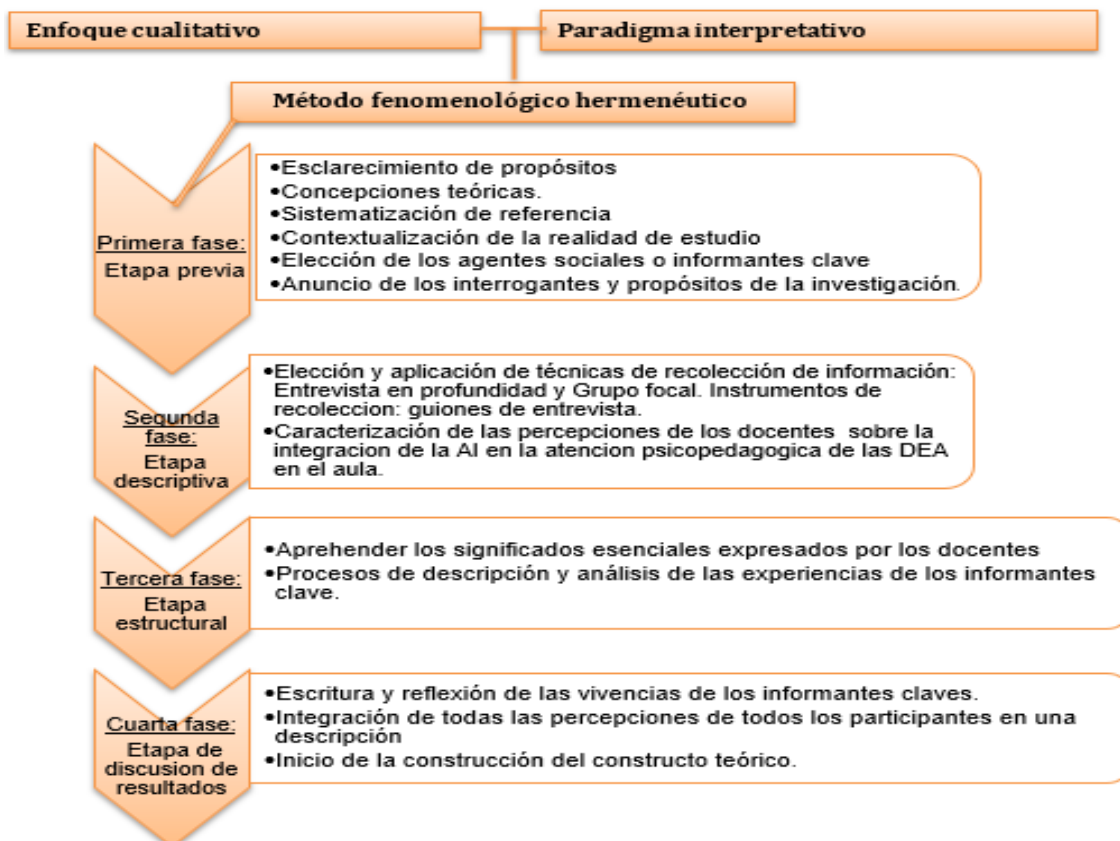 Enfoque cualitativo
Paradigma interpretativo
Método fenomenológico hermenéutico
Primera fase:
Etapa previa
•Esclarecimiento de propósitos
•Concepciones teóricas.
•Sistematización de referencia
•Contextualización de la realidad de estudio
•Elección de los agentes sociales o informantes clave
•Anuncio de los interrogantes y propósitos de la investigación.
Segunda
fase:
Etapa
descriptiva
•Elección y aplicación de técnicas de recolección de información:
Entrevista en profundidad y Grupo focal. Instrumentos de
recoleccion: guiones de entrevista.
•Caracterización de las percepciones de los docentes sobre la
integracion de la AI en la atencion psicopedagogica de las DEA
en el aula.
Tercera fase:
Etapa
estructural
•Aprehender los significados esenciales expresados por los docentes
•Procesos de descripción y análisis de las experiencias de los informantes
clave.
Cuarta fase:
Etapa de
discusion de
resultados
•Escritura y reflexión de las vivencias de los informantes claves.
•Integración de todas las percepciones de todos los participantes en una
descripción
•Inicio de la construcción del constructo teórico.